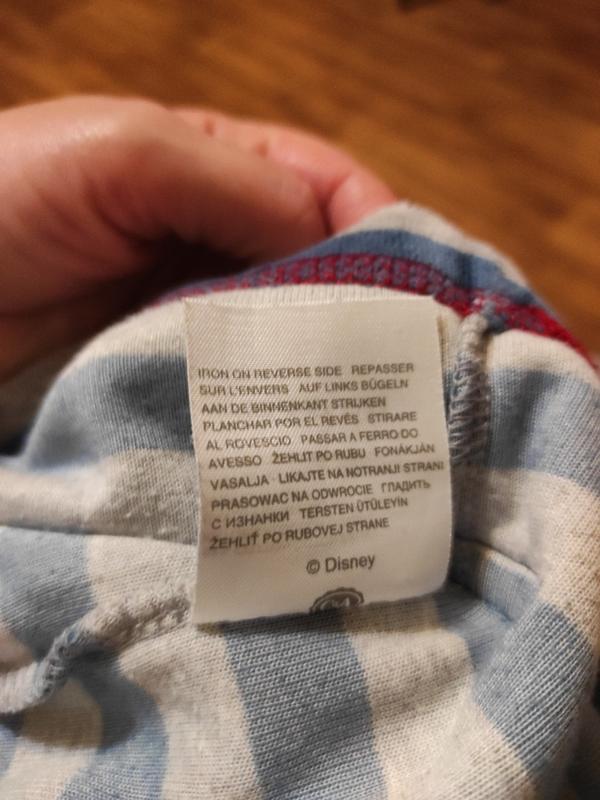 IRON ON REVERSE SIDE REPASSER
SUR L'ENVERS AUF LINKS BÜGELN
AAN DE BINNENKANT STRIJKEN
PLANCHAR POR EL REVÉS STIRARE
AL ROVESCIO PASSAR A FERRO DO
AVESSO ŽEHLIT PO RUBU FONÁKJÁN
VASALJA · LIKAJTE NA NOTRANJI STRANI
PRASOWAC NA ODWROCIE ГЛАДИТЬ
С ИЗНАНКИ TERSTEN ÜTÜLEYİN
ŽEHLIŤ PO RUBOVEJ STRANE
© Disney